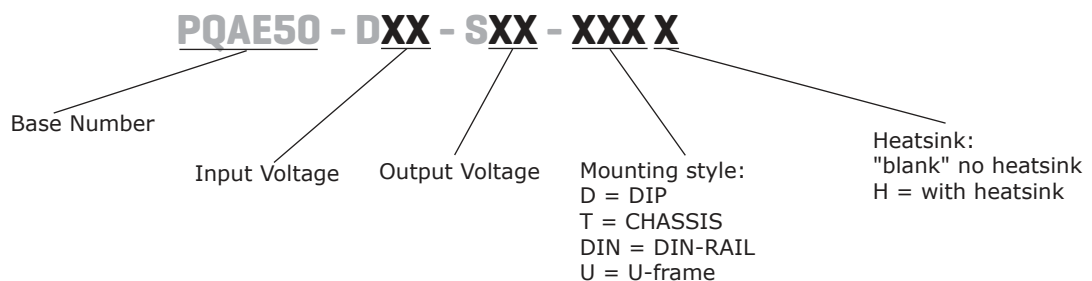 PQAE50 - DXX - SXX - XXX X
Base Number
Input Voltage
Output Voltage
Mounting style:
D = DIP
T = CHASSIS
DIN = DIN-RAIL
U = U-frame
Heatsink:
"blank" no heatsink
H = with heatsink